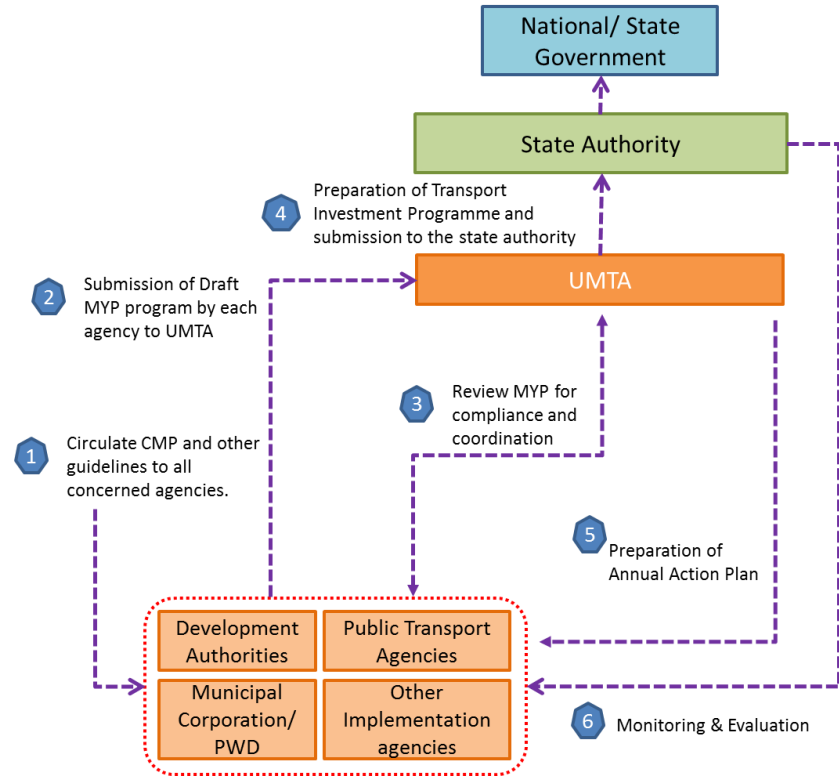 National/ State
Government
State Authority
4
Preparation of Transport
Investment Programme and
submission to the state authority
UMTA
2
Submission of Draft
MYP program by each
agency to UMTA
3
Review MYP for
compliance and
coordination
1
Circulate CMP and other
guidelines to all
concerned agencies.
5
Preparation of
Annual Action Plan
Development
Authorities
Public Transport
Agencies
Municipal
Corporation/
PWD
Other
Implementation
agencies
6
Monitoring & Evaluation